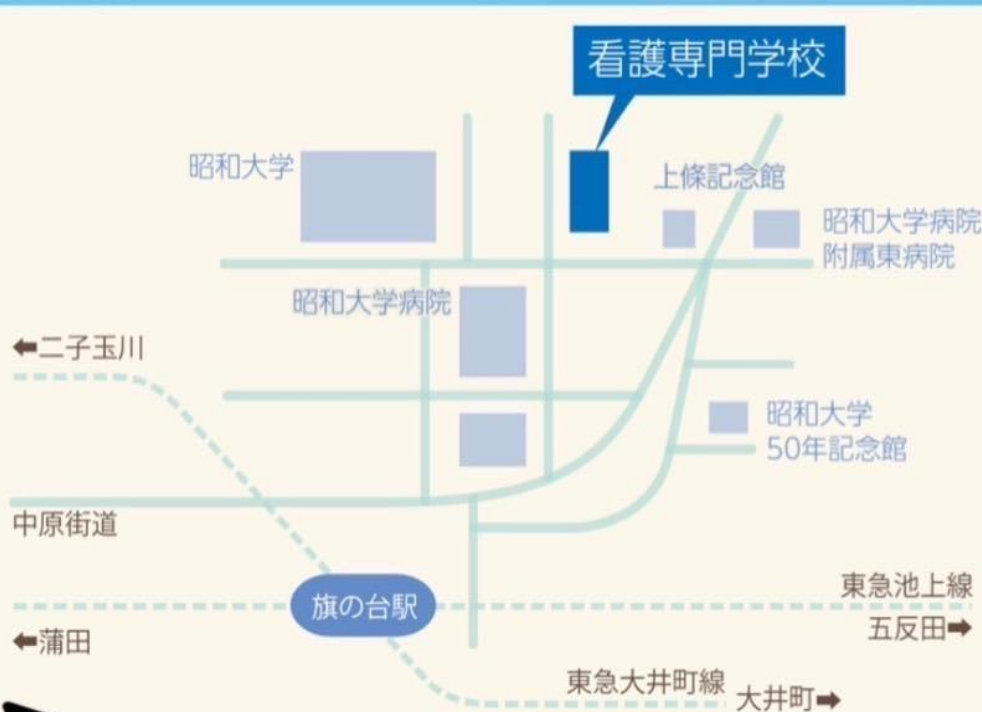 看護専門学校
昭和大学
上條記念館
昭和大学病院
附属東病院
昭和大学病院
←二子玉川
昭和大学
50年記念館
中原街道
東急池上線
旗の台駅
五反田→
←蒲田
東急大井町線
大井町→